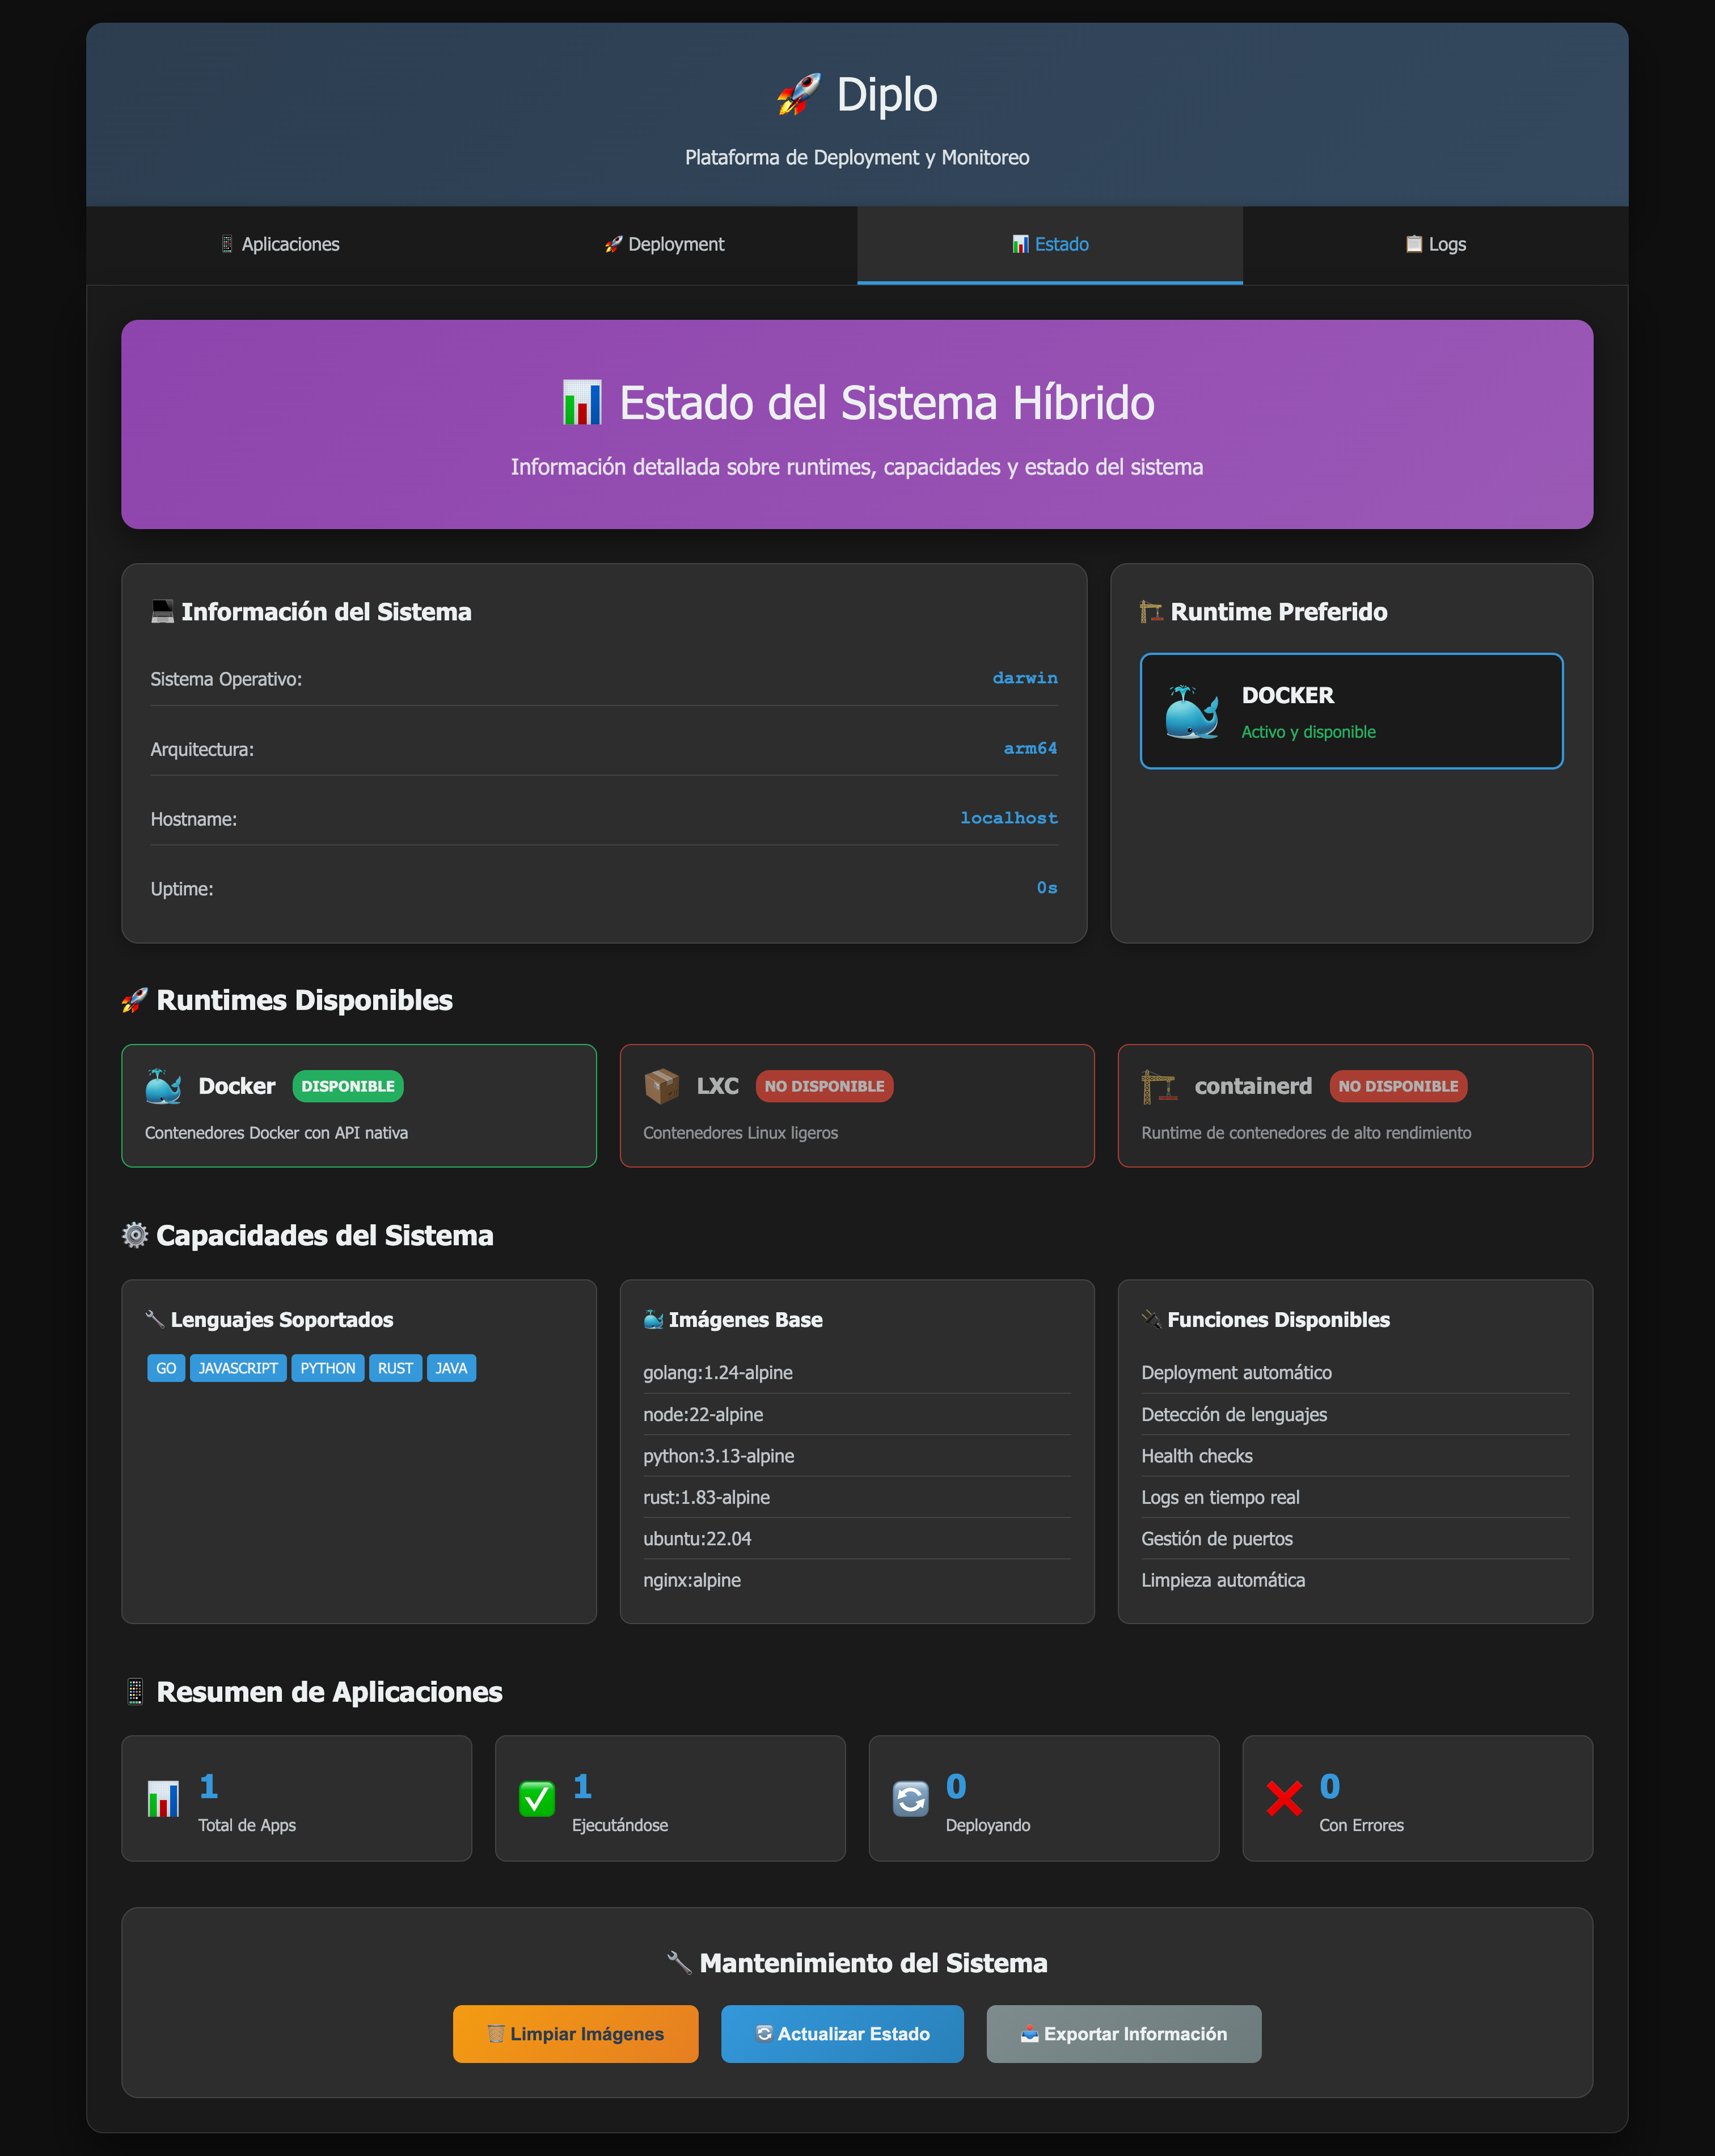 Diplo
Plataforma de Deployment y Monitoreo
Aplicaciones
Deployment
Estado
Logs
Estado del Sistema Híbrido
Información detallada sobre runtimes, capacidades y estado del sistema
Información del Sistema
Sistema Operativo: darwin
Arquitectura: arm64
Hostname: localhost
Uptime: 0s
Runtime Preferido
DOCKER
Activo y disponible
Runtimes Disponibles
Docker DISPONIBLE
Contenedores Docker con API nativa
LXC NO DISPONIBLE
Contenedores Linux ligeros
containerd NO DISPONIBLE
Runtime de contenedores de alto rendimiento
Capacidades del Sistema
Lenguajes Soportados
GO JAVASCRIPT PYTHON RUST JAVA
Imágenes Base
golang:1.24-alpine
node:22-alpine
python:3.13-alpine
rust:1.83-alpine
ubuntu:22.04
nginx:alpine
Funciones Disponibles
Deployment automático
Detección de lenguajes
Health checks
Logs en tiempo real
Gestión de puertos
Limpieza automática
Resumen de Aplicaciones
1
Total de Apps
1
Ejecutándose
0
Deployando
0
Con Errores
Mantenimiento del Sistema
Limpiar Imágenes
Actualizar Estado
Exportar Información